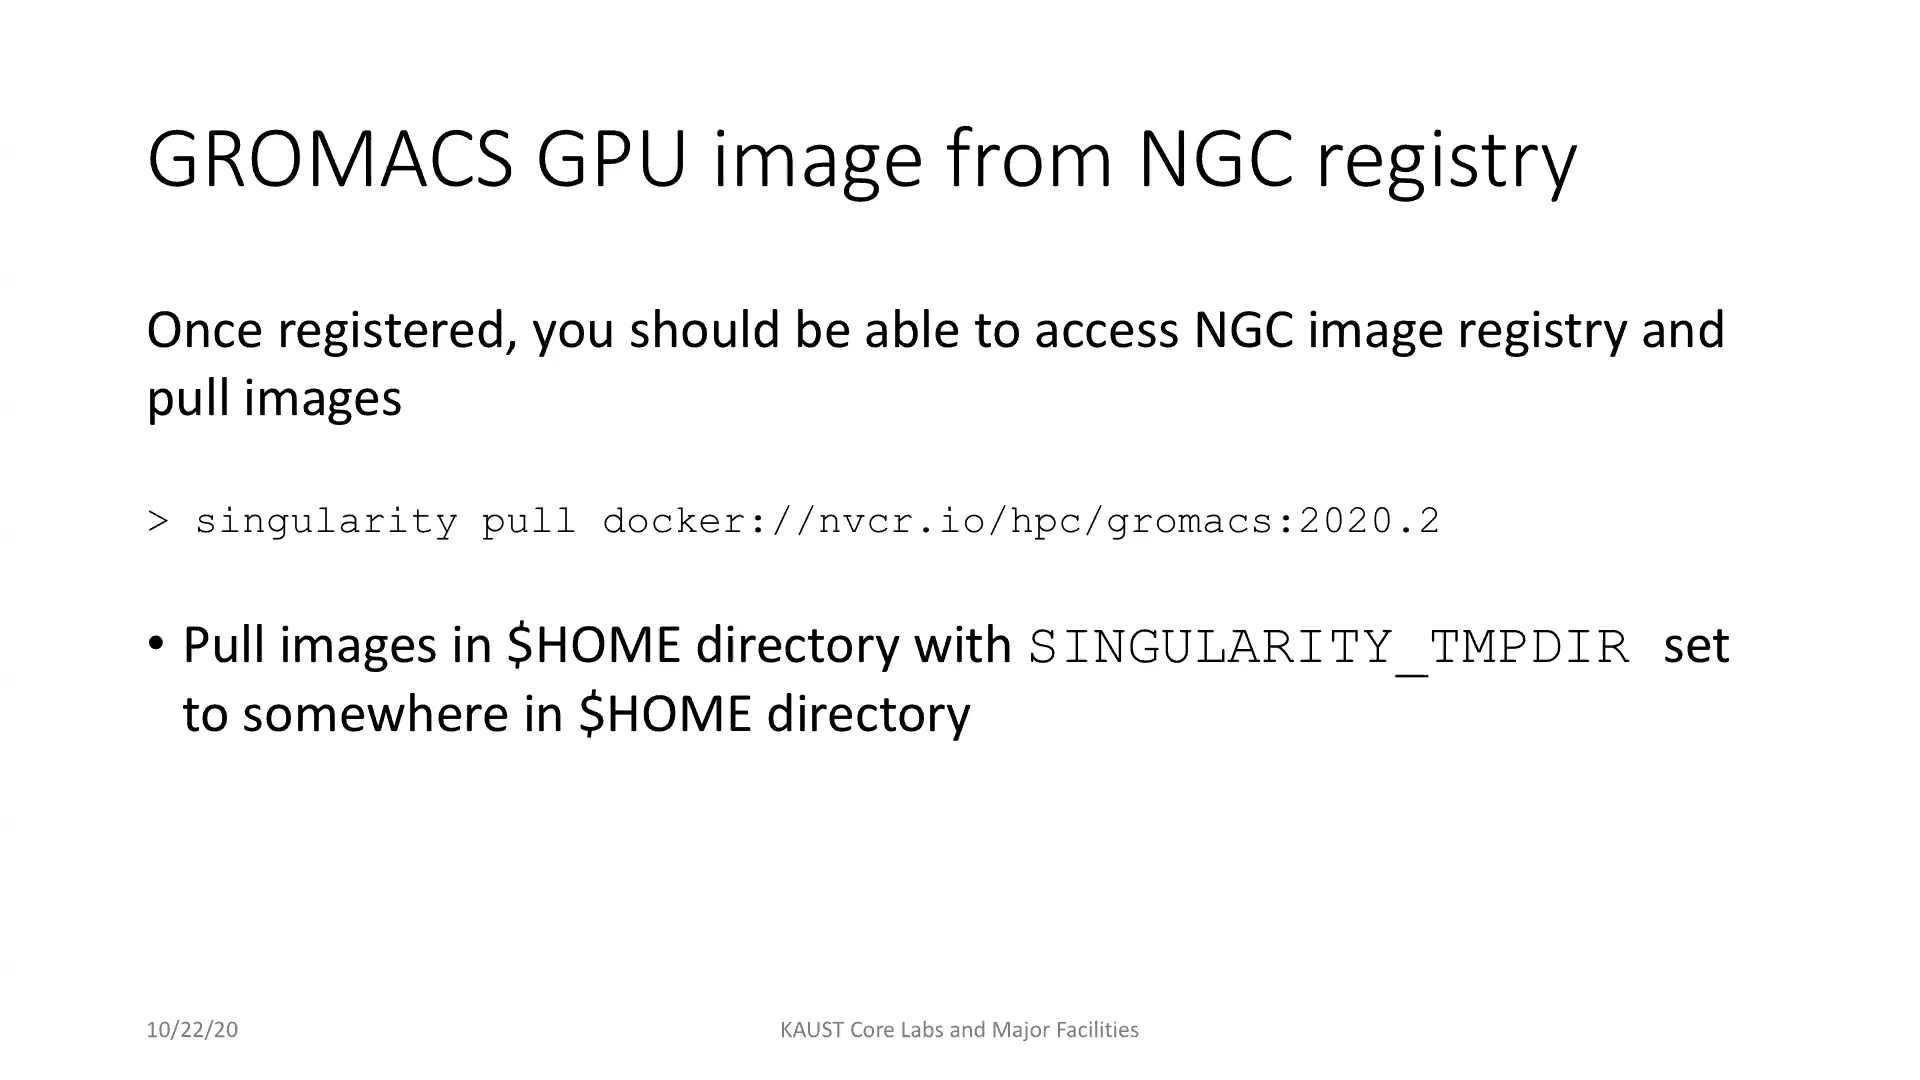 GROMACS GPU image from NGC registry
Once registered, you should be able to access NGC image registry and
pull images
> singularity pull docker://nvcr.io/hpc/gromacs:2020.2
• Pull images in $HOME directory with SINGULARITY_TMPDIR set
to somewhere in $HOME directory
10/22/20
KAUST Core Labs and Major Facilities